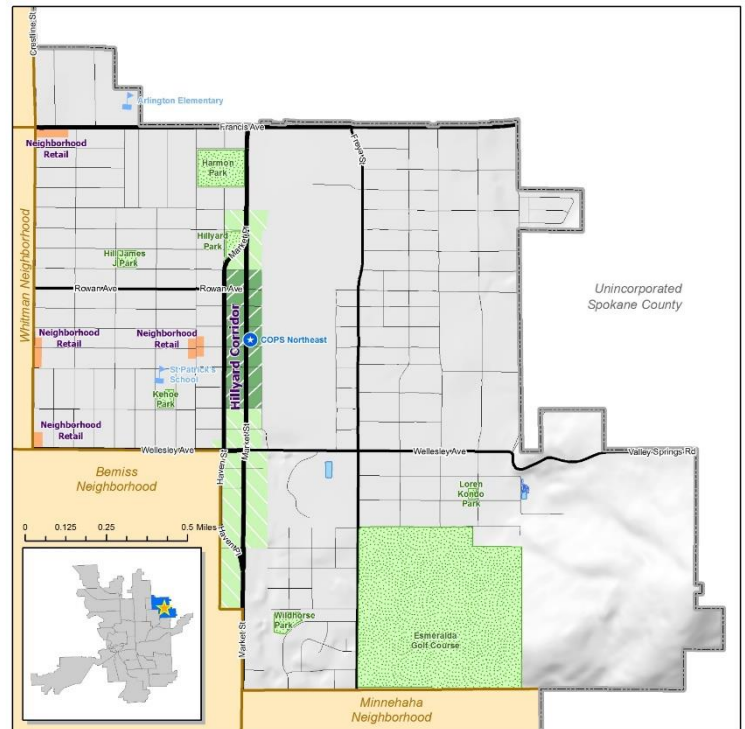 Crestline St
Arlington Elementary
Francis Ave
Neighborhood
Retail
Harmon
Park
Freya St
Whitman Neighborhood
Hillyard
Park
Market Pl
Hill James
J Park
Rowan Ave
Rowan Ave
Unincorporated
Spokane County
Neighborhood
Retail
Neighborhood
Retail
Hillyard Corridor
COPS Northeast
St Patrick's
School
Kehoe
Park
Neighborhood
Retail
Haven St
Market St
Wellesley Ave
Wellesley Ave
Valley Springs Rd
Bemiss
Neighborhood
Loren
Kondo
Park
0 0.125 0.25 0.5 Miles
Haven Pl
Wildhorse
Park
Esmeralda
Golf Course
Market St
Minnehaha
Neighborhood